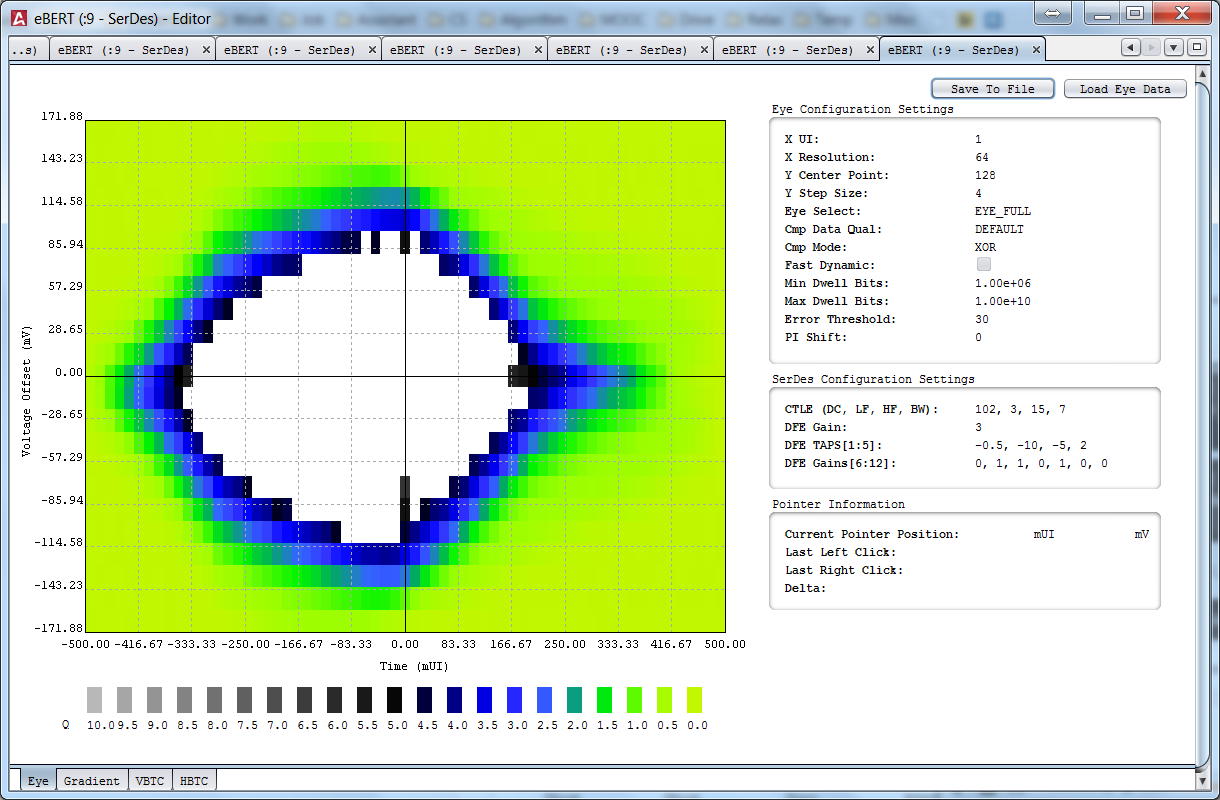 eBERT (:9 - SerDes) - Editor
..s) eBERT (:9 - SerDes) eBERT (:9 - SerDes) eBERT (:9 - SerDes) eBERT (:9 - SerDes) eBERT (:9 - SerDes) eBERT (:9 - SerDes)
Save To File Load Eye Data
171.88
143.23
114.58
85.94
57.29
28.65
0.00
-28.65
-57.29
-85.94
-114.58
-143.23
-171.88
Voltage Offset (mV)
-500.00 -416.67 -333.33 -250.00 -166.67 -83.33 0.00 83.33 166.67 250.00 333.33 416.67 500.00
Time (mUI)
Q 10.0 9.5 9.0 8.5 8.0 7.5 7.0 6.5 6.0 5.5 5.0 4.5 4.0 3.5 3.0 2.5 2.0 1.5 1.0 0.5 0.0
Eye Configuration Settings
X UI: 1
X Resolution: 64
Y Center Point: 128
Y Step Size: 4
Eye Select: EYE_FULL
Cmp Data Qual: DEFAULT
Cmp Mode: XOR
Fast Dynamic:
Min Dwell Bits: 1.00e+06
Max Dwell Bits: 1.00e+10
Error Threshold: 30
PI Shift: 0
SerDes Configuration Settings
CTLE (DC, LF, HF, BW): 102, 3, 15, 7
DFE Gain: 3
DFE TAPS[1:5]: -0.5, -10, -5, 2
DFE Gains[6:12]: 0, 1, 1, 0, 1, 0, 0
Pointer Information
Current Pointer Position: mUI mV
Last Left Click:
Last Right Click:
Delta:
Eye Gradient VBTC HBTC